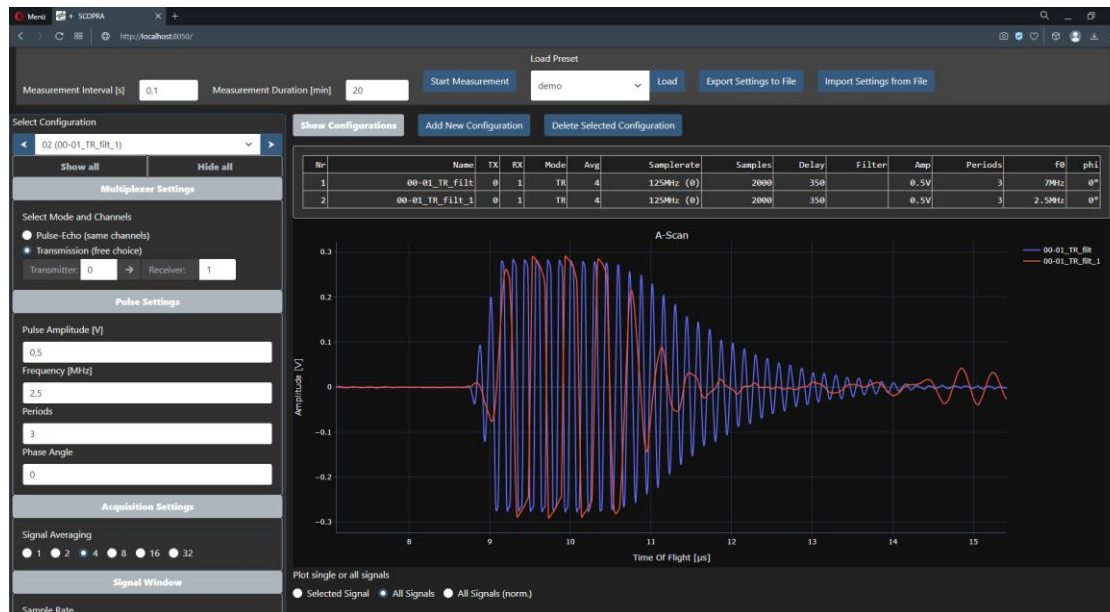 Menü SCOPRA × +
http://localhost:8050/
Load Preset
Measurement Interval [s] 0,1 Measurement Duration [min] 20 Start Measurement demo Load Export Settings to File Import Settings from File
Select Configuration
02 (00-01_TR_filt_1)
Show all Hide all
Multiplexer Settings
Select Mode and Channels
Pulse-Echo (same channels)
Transmission (free choice)
Transmitter: 0 → Receiver: 1
Pulse Settings
Pulse Amplitude [V]
0,5
Frequency [MHz]
2,5
Periods
3
Phase Angle
0
Acquisition Settings
Signal Averaging
1 2 4 8 16 32
Signal Window
Sample Rate
Show Configurations Add New Configuration Delete Selected Configuration
Nr Name TX RX Mode Avg Samplerate Samples Delay Filter Amp Periods f0 phi
1 00-01_TR_filt 0 1 TR 4 125MHz (0) 2000 350 0.5V 3 7MHz 0°
2 00-01_TR_filt_1 0 1 TR 4 125MHz (0) 2000 350 0.5V 3 2.5MHz 0°
A-Scan
00-01_TR_filt
00-01_TR_filt_1
0.3
0.2
0.1
0
−0.1
−0.2
−0.3
Amplitude [V]
8 9 10 11 12 13 14 15
Time Of Flight [µs]
Plot single or all signals
Selected Signal All Signals All Signals (norm.)